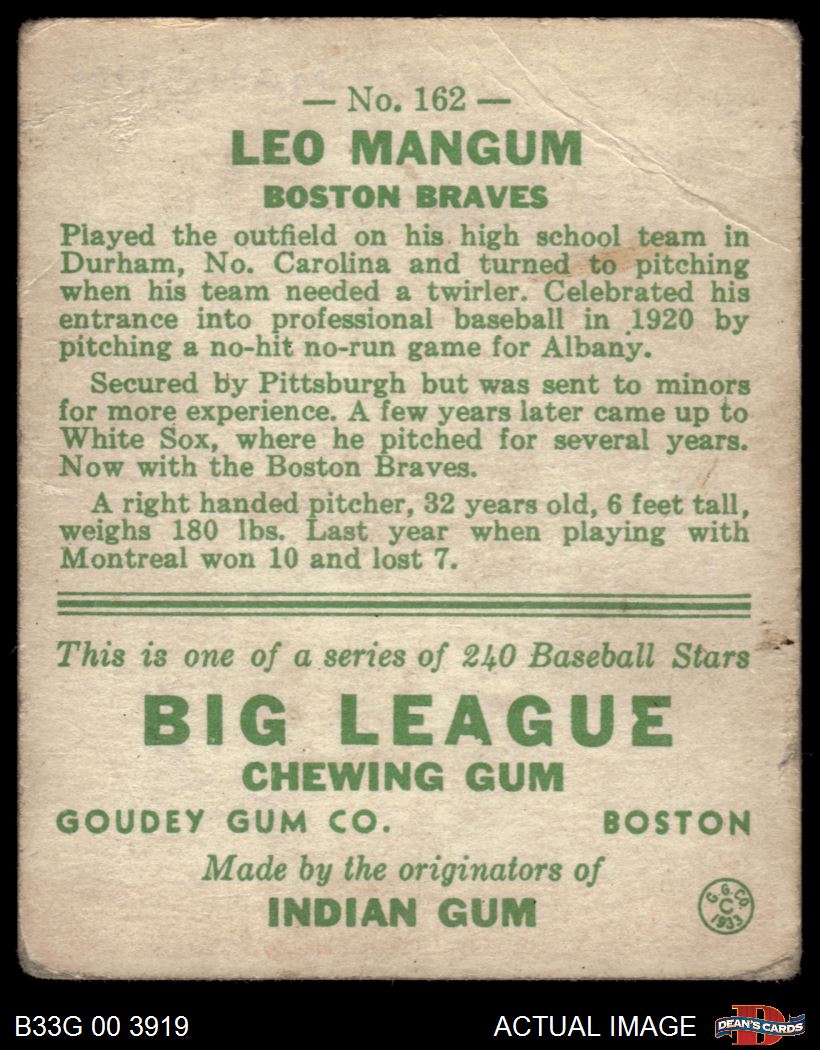 — No. 162 —
LEO MANGUM
BOSTON BRAVES
Played the outfield on his high school team in
Durham, No. Carolina and turned to pitching
when his team needed a twirler. Celebrated his
entrance into professional baseball in 1920 by
pitching a no-hit no-run game for Albany.
Secured by Pittsburgh but was sent to minors
for more experience. A few years later came up to
White Sox, where he pitched for several years.
Now with the Boston Braves.
A right handed pitcher, 32 years old, 6 feet tall,
weighs 180 lbs. Last year when playing with
Montreal won 10 and lost 7.
This is one of a series of 240 Baseball Stars
BIG LEAGUE
CHEWING GUM
GOUDEY GUM CO. BOSTON
Made by the originators of
INDIAN GUM
G.G.CO.
C
1933
B33G 00 3919
ACTUAL IMAGE
D
DEAN'S CARDS